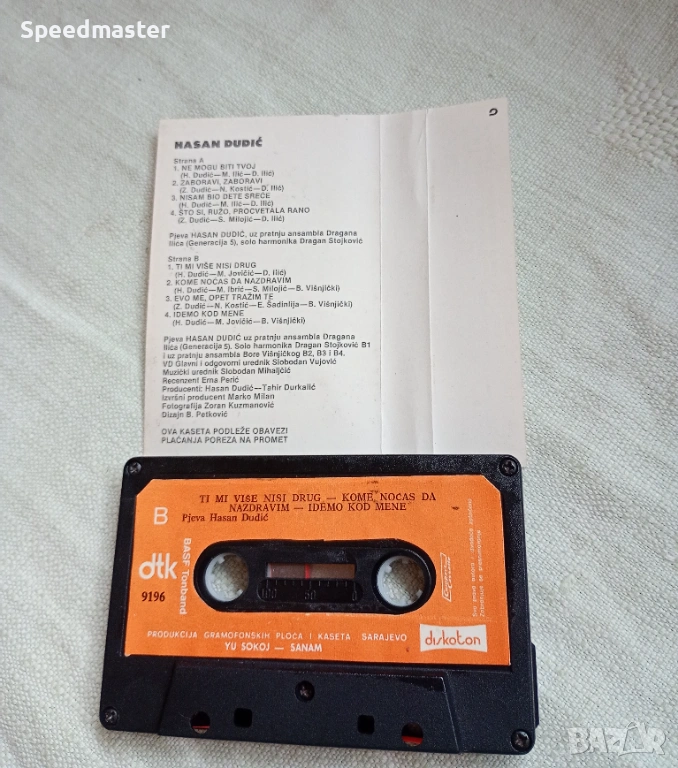 Speedmaster
HASAN DUDIĆ
Strana A
1. NE MOGU BITI TVOJ
(H. Dudić—M. Ilić—D. Ilić)
2. ZABORAVI, ZABORAVI
(Z. Dudić—N. Kostić—D. Ilić)
3. NISAM BIO DETE SREĆE
(H. Dudić—M. Ilić—D. Ilić)
4. ŠTO SI, RUŽO, PROCVETALA RANO
(Z. Dudić—S. Milojić—D. Ilić)
Pjeva HASAN DUDIĆ, uz pratnju ansambla Dragana
Ilića (Generacija 5), solo harmonika Dragan Stojković
Strana B
1. TI MI VIŠE NISI DRUG
(H. Dudić—M. Jovičić—D. Ilić)
2. KOME NOĆAS DA NAZDRAVIM
(H. Dudić—M. Ibrić—S. Milojić—B. Višnjički)
3. EVO ME, OPET TRAŽIM TE
(Z. Dudić—N. Kostić—E. Šadinlija—B. Višnjički)
4. IDEMO KOD MENE
(H. Dudić—M. Jovičić—B. Višnjički)
Pjeva HASAN DUDIĆ uz pratnju ansambla Dragana
Ilića (Generacija 5), Solo harmonika Dragan Stojković B1
i uz pratnju ansambla Bore Višnjičkog B2, B3 i B4.
VD Glavni i odgovorni urednik Slobodan Vujović
Muzički urednik Slobodan Mihaljčić
Recenzent Erna Perić
Producenti: Hasan Dudić—Tahir Durkalić
Izvršni producent Marko Milan
Fotografija Zoran Kuzmanović
Dizajn B. Petković
OVA KASETA PODLEŽE OBAVEZI
PLAĆANJA POREZA NA PROMET
TI MI VIŠE NISI DRUG — KOME NOĆAS DA
NAZDRAVIM — IDEMO KOD MENE
Pjeva Hasan Dudić
B
dtk
9196
BASF Tonband
100 50 0
PRODUKCIJA GRAMOFONSKIH PLOČA I KASETA SARAJEVO
YU SOKOJ — SANAM
diskoton
BAZAR